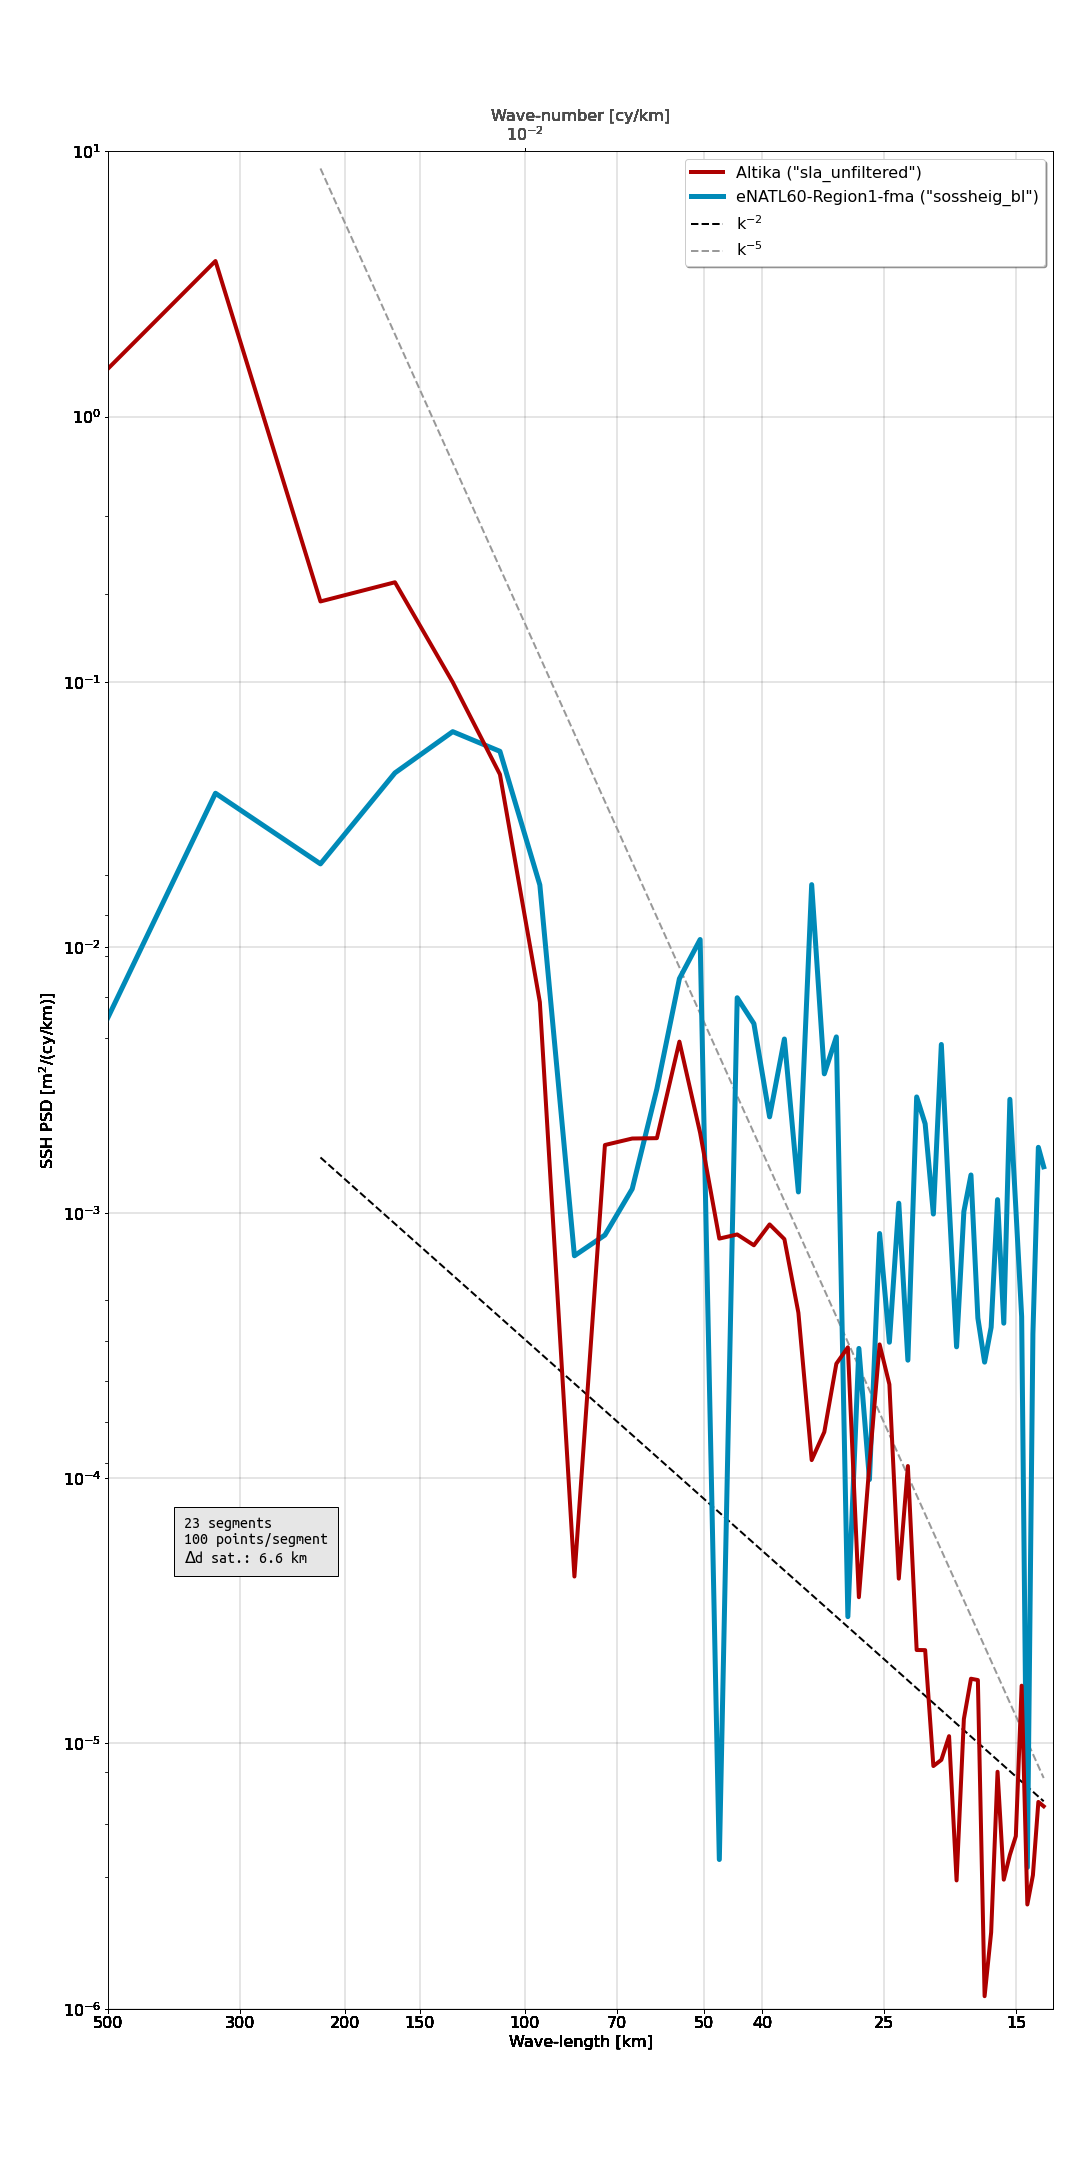 Wave-number [cy/km]
10⁻²
Altika ("sla_unfiltered")
eNATL60-Region1-fma ("sossheig_bl")
k⁻²
k⁻⁵
10¹
10⁰
10⁻¹
10⁻²
10⁻³
10⁻⁴
10⁻⁵
10⁻⁶
SSH PSD [m²/(cy/km)]
23 segments
100 points/segment
Δd sat.: 6.6 km
500 300 200 150 100 70 50 40 25 15
Wave-length [km]